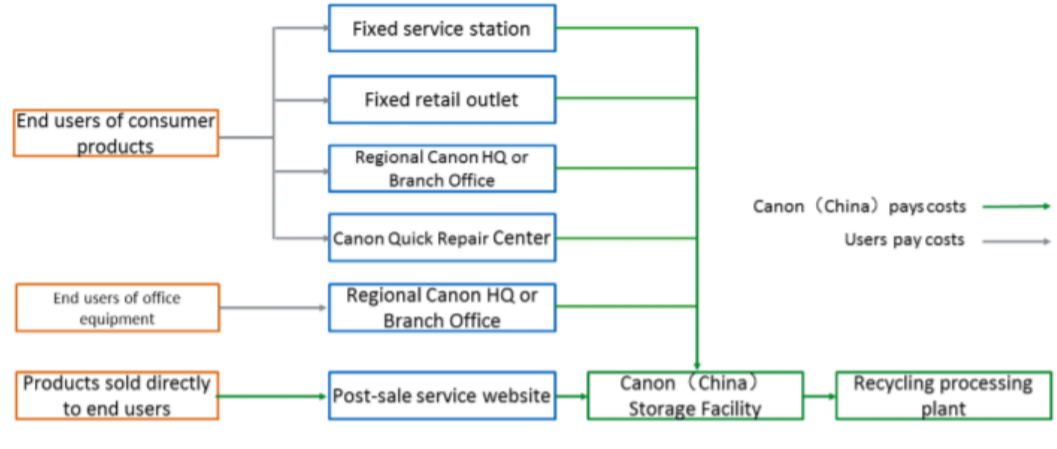 Fixed service station
Fixed retail outlet
End users of consumer
products
Regional Canon HQ or
Branch Office
Canon（China）pays costs
Users pay costs
Canon Quick Repair Center
End users of office
equipment
Regional Canon HQ or
Branch Office
Products sold directly
to end users
Post-sale service website
Canon（China）
Storage Facility
Recycling processing
plant